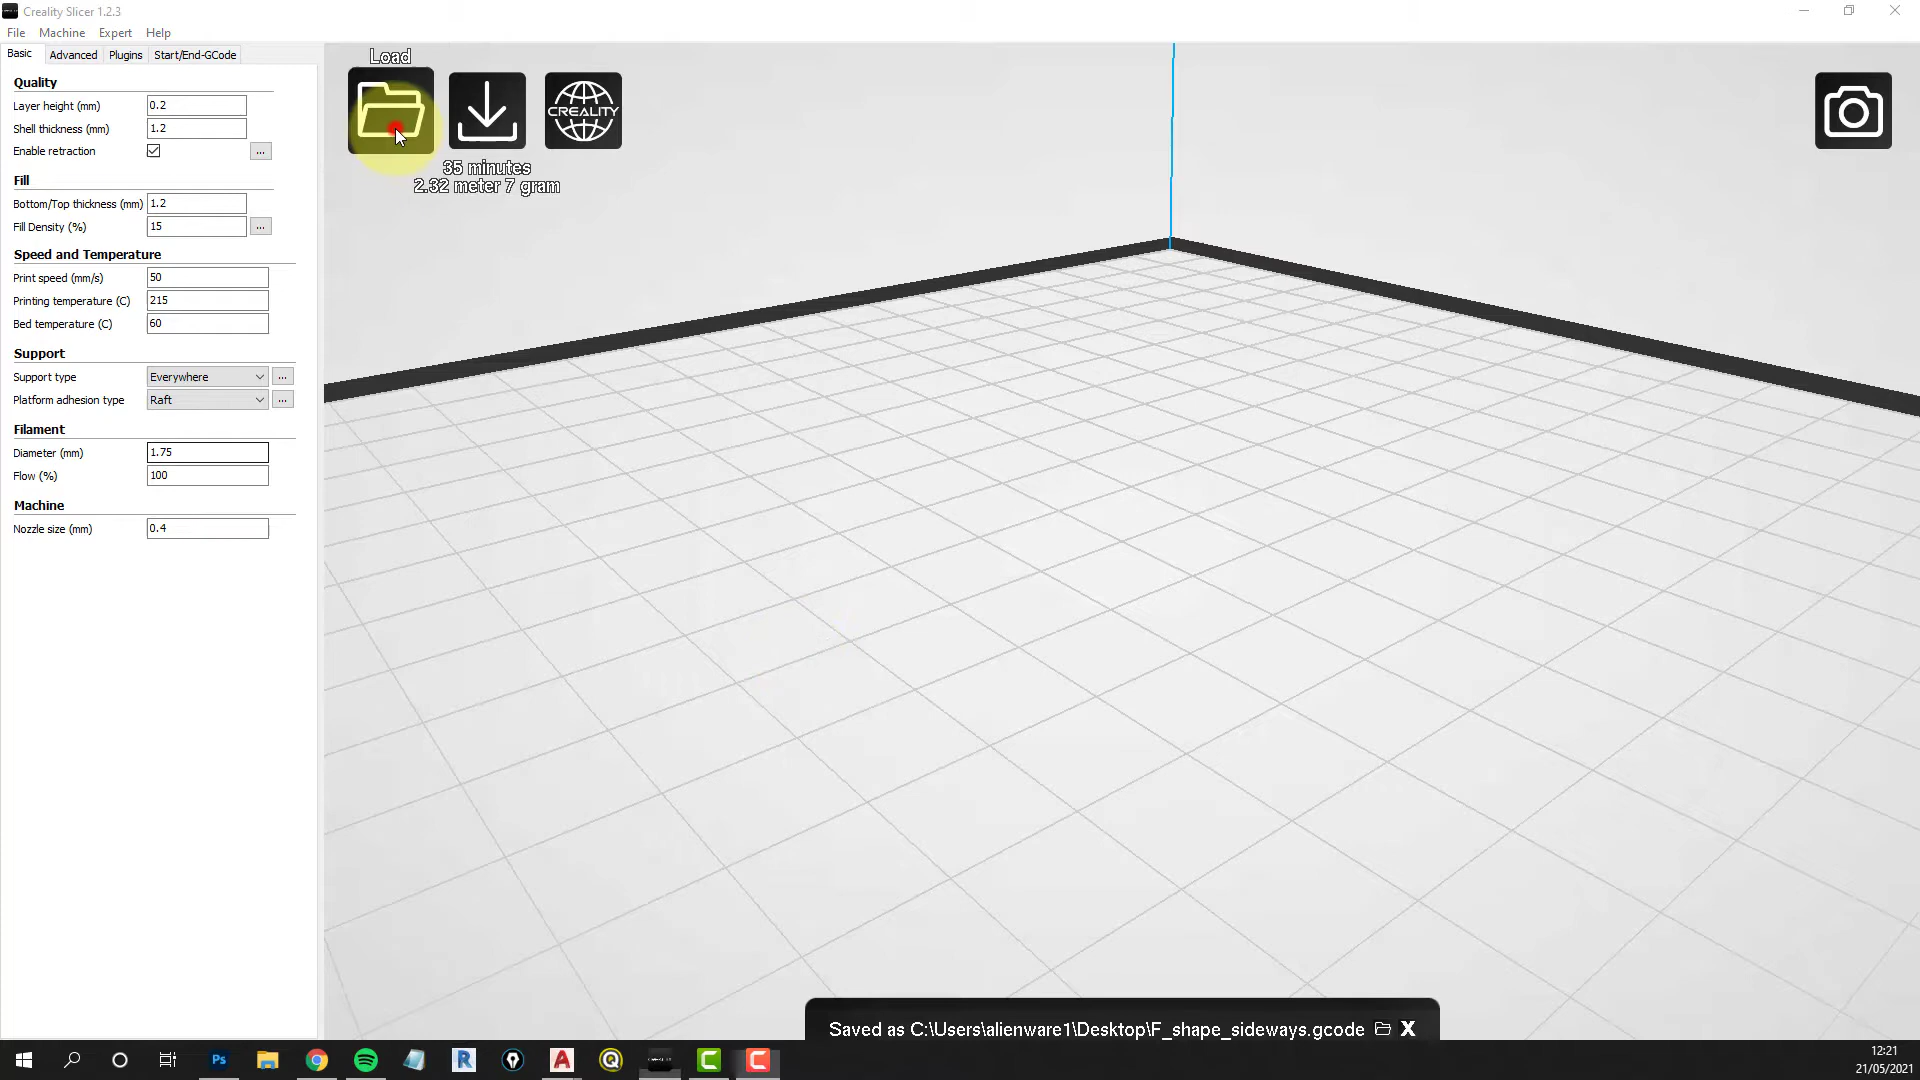 Creality Slicer 1.2.3
File Machine Expert Help
Basic Advanced Plugins Start/End-GCode
Quality
Layer height (mm) 0.2
Shell thickness (mm) 1.2
Enable retraction ...
Fill
Bottom/Top thickness (mm) 1.2
Fill Density (%) 15 ...
Speed and Temperature
Print speed (mm/s) 50
Printing temperature (C) 215
Bed temperature (C) 60
Support
Support type Everywhere ...
Platform adhesion type Raft ...
Filament
Diameter (mm) 1.75
Flow (%) 100
Machine
Nozzle size (mm) 0.4
Load
CREALITY
35 minutes
2.32 meter 7 gram
Saved as C:\Users\alienware1\Desktop\F_shape_sideways.gcode X
Ps R A Q C C
12:21
21/05/2021